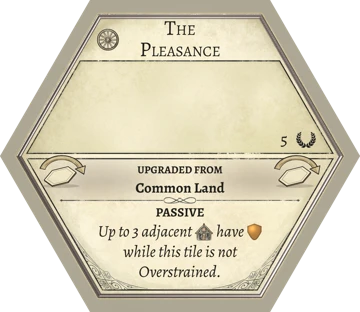 The
Pleasance
5
UPGRADED FROM
Common Land
PASSIVE
Up to 3 adjacent have
while this tile is not
Overstrained.